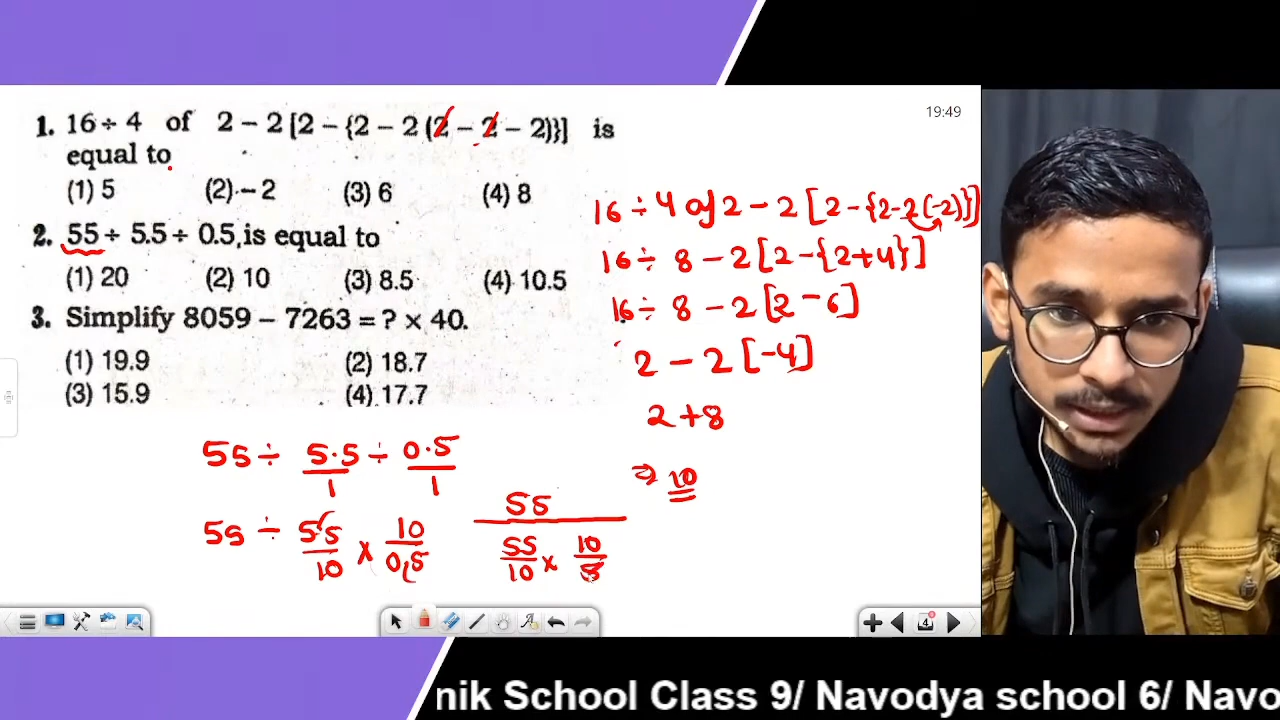 19:49
1. 16 ÷ 4 of 2 – 2 [2 – {2 – 2 (2 – 2 – 2)}] is
equal to
(1) 5 (2) – 2 (3) 6 (4) 8
2. 55 ÷ 5.5 ÷ 0.5, is equal to
(1) 20 (2) 10 (3) 8.5 (4) 10.5
3. Simplify 8059 – 7263 = ? × 40.
(1) 19.9 (2) 18.7
(3) 15.9 (4) 17.7
16 ÷ 4 of 2 – 2 [2 – {2 – 2 (–2)}]
16 ÷ 8 – 2 [2 – {2 + 4}]
16 ÷ 8 – 2 [2 – 6]
2 – 2 [–4]
2 + 8
⇒ 10
55 ÷ 5.5/1 ÷ 0.5/1
55 ÷ 55/10 × 10/0.5
55 / (55/10 × 10/5)
4
nik School Class 9/ Navodya school 6/ Navo